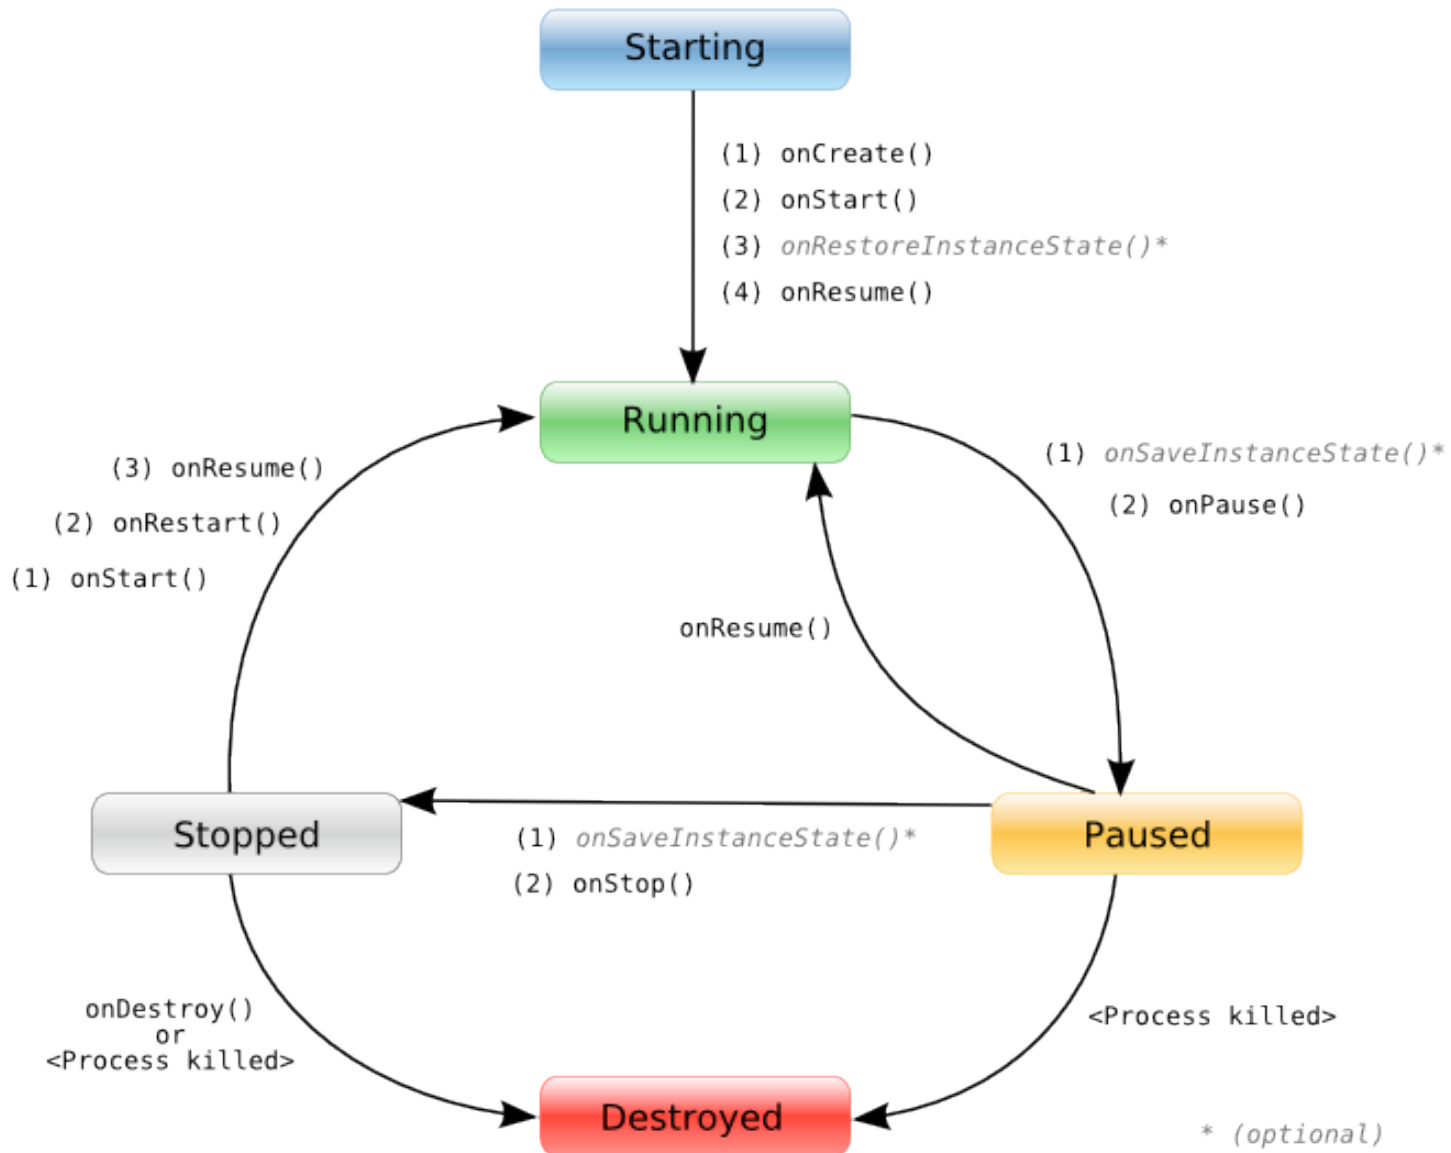 Starting
(1) onCreate()
(2) onStart()
(3) onRestoreInstanceState()*
(4) onResume()
Running
(3) onResume()
(2) onRestart()
(1) onStart()
(1) onSaveInstanceState()*
(2) onPause()
onResume()
Stopped
Paused
(1) onSaveInstanceState()*
(2) onStop()
onDestroy()
or
<Process killed>
<Process killed>
Destroyed
* (optional)